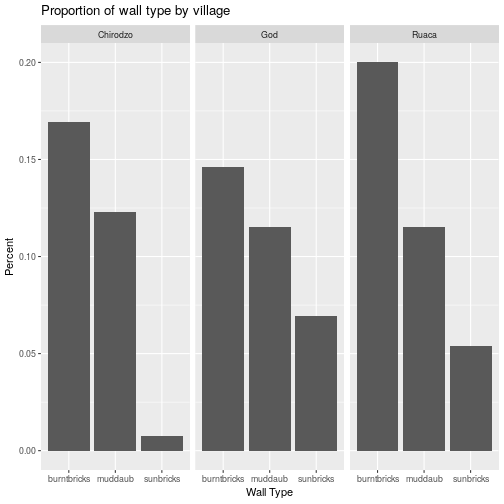 Proportion of wall type by village
Chirodzo God Ruaca
0.20
0.15
0.10
0.05
0.00
Percent
burntbricks muddaub sunbricks burntbricks muddaub sunbricks burntbricks muddaub sunbricks
Wall Type